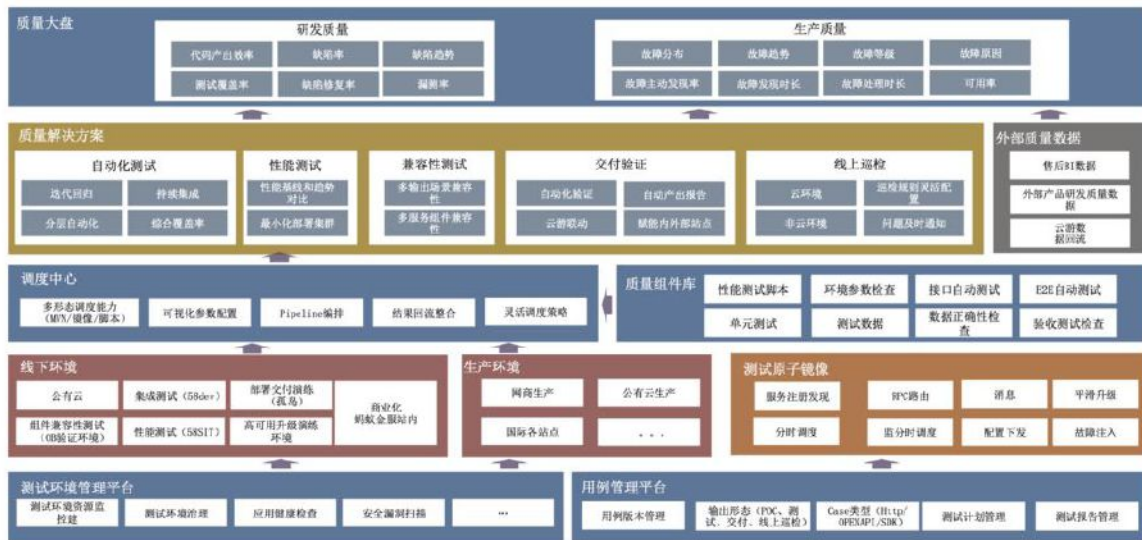 质量大盘
研发质量
代码产出效率
缺陷率
缺陷趋势
测试覆盖率
缺陷修复率
漏测率
生产质量
故障分布
故障趋势
故障等级
故障原因
故障主动发现率
故障发现时长
故障处理时长
可用率
质量解决方案
自动化测试
迭代回归
持续集成
分层自动化
综合覆盖率
性能测试
性能基线和趋势
对比
最小化部署集群
兼容性测试
多输出场景兼容
性
多服务组件兼容
性
交付验证
自动化验证
自动产出报告
云游联动
赋能内外部站点
线上巡检
云环境
巡检规则灵活配
置
非云环境
问题及时通知
外部质量数据
售后BI数据
外部产品研发质量数
据
云游数
据回流
调度中心
多形态调度能力
(MVN/镜像/脚本)
可视化参数配置
Pipeline编排
结果回流整合
灵活调度策略
质量组件库
性能测试脚本
环境参数检查
接口自动测试
E2E自动测试
单元测试
测试数据
数据正确性检
查
验收测试检查
线下环境
公有云
集成测试(58dev)
部署交付演练
(孤岛)
商业化
蚂蚁金服站内
组件兼容性测试
(OB验证环境)
性能测试(58SIT)
高可用升级演练
环境
生产环境
网商生产
公有云生产
国际各站点
...
测试原子镜像
服务注册发现
RPC路由
消息
平滑升级
分时调度
监分时调度
配置下发
故障注入
测试环境管理平台
测试环境资源监
控建
测试环境治理
应用健康检查
安全漏洞扫描
...
用例管理平台
用例版本管理
输出形态(POC、测
试、交付、线上巡检)
Case类型(Http/
OPENAPI/SDK)
测试计划管理
测试报告管理